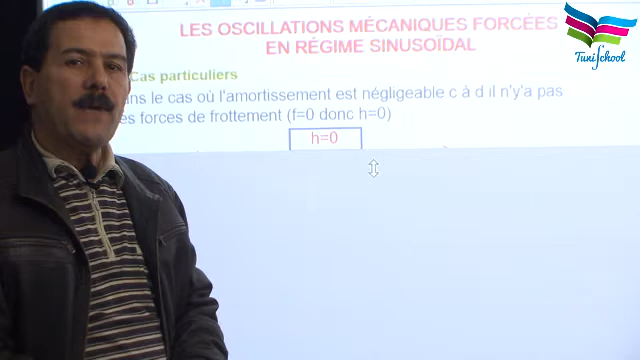 LES OSCILLATIONS MÉCANIQUES FORCÉES
EN RÉGIME SINUSOÏDAL
Cas particuliers
ns le cas où l'amortissement est négligeable c à d il n'y'a pas
es forces de frottement (f=0 donc h=0)
h=0
TuniSchool